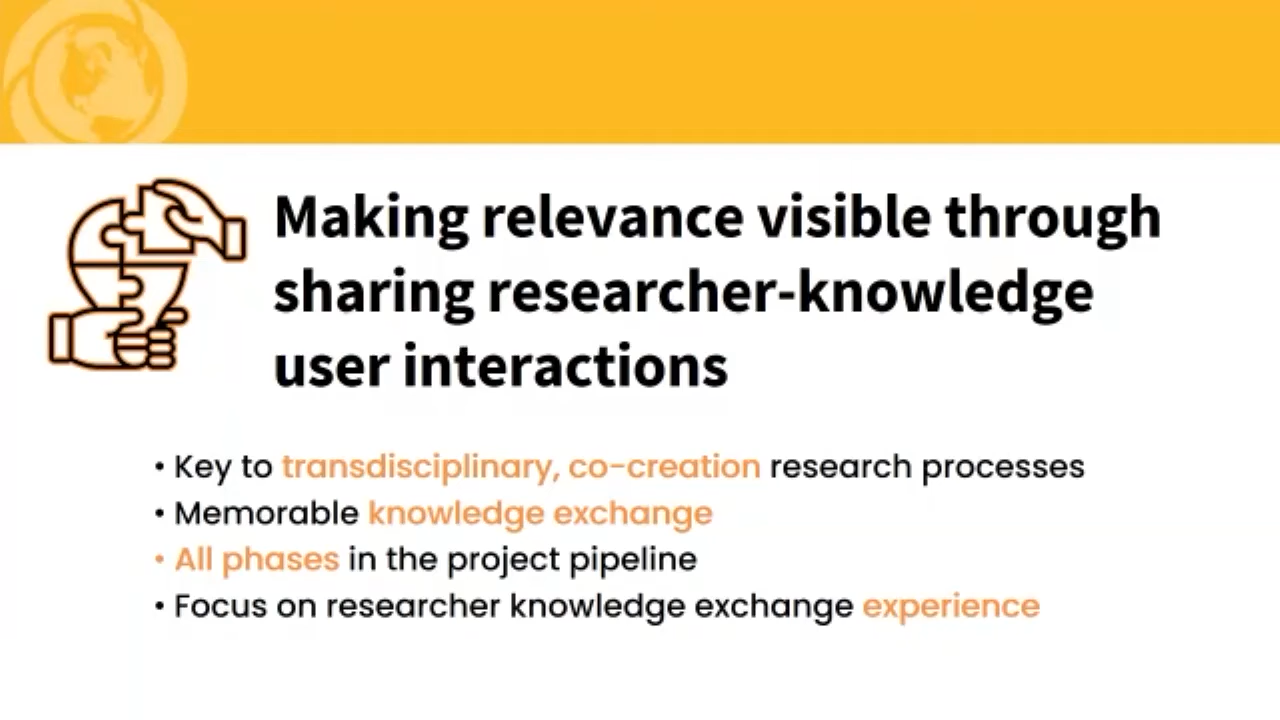 Making relevance visible through
sharing researcher-knowledge
user interactions
• Key to transdisciplinary, co-creation research processes
• Memorable knowledge exchange
• All phases in the project pipeline
• Focus on researcher knowledge exchange experience